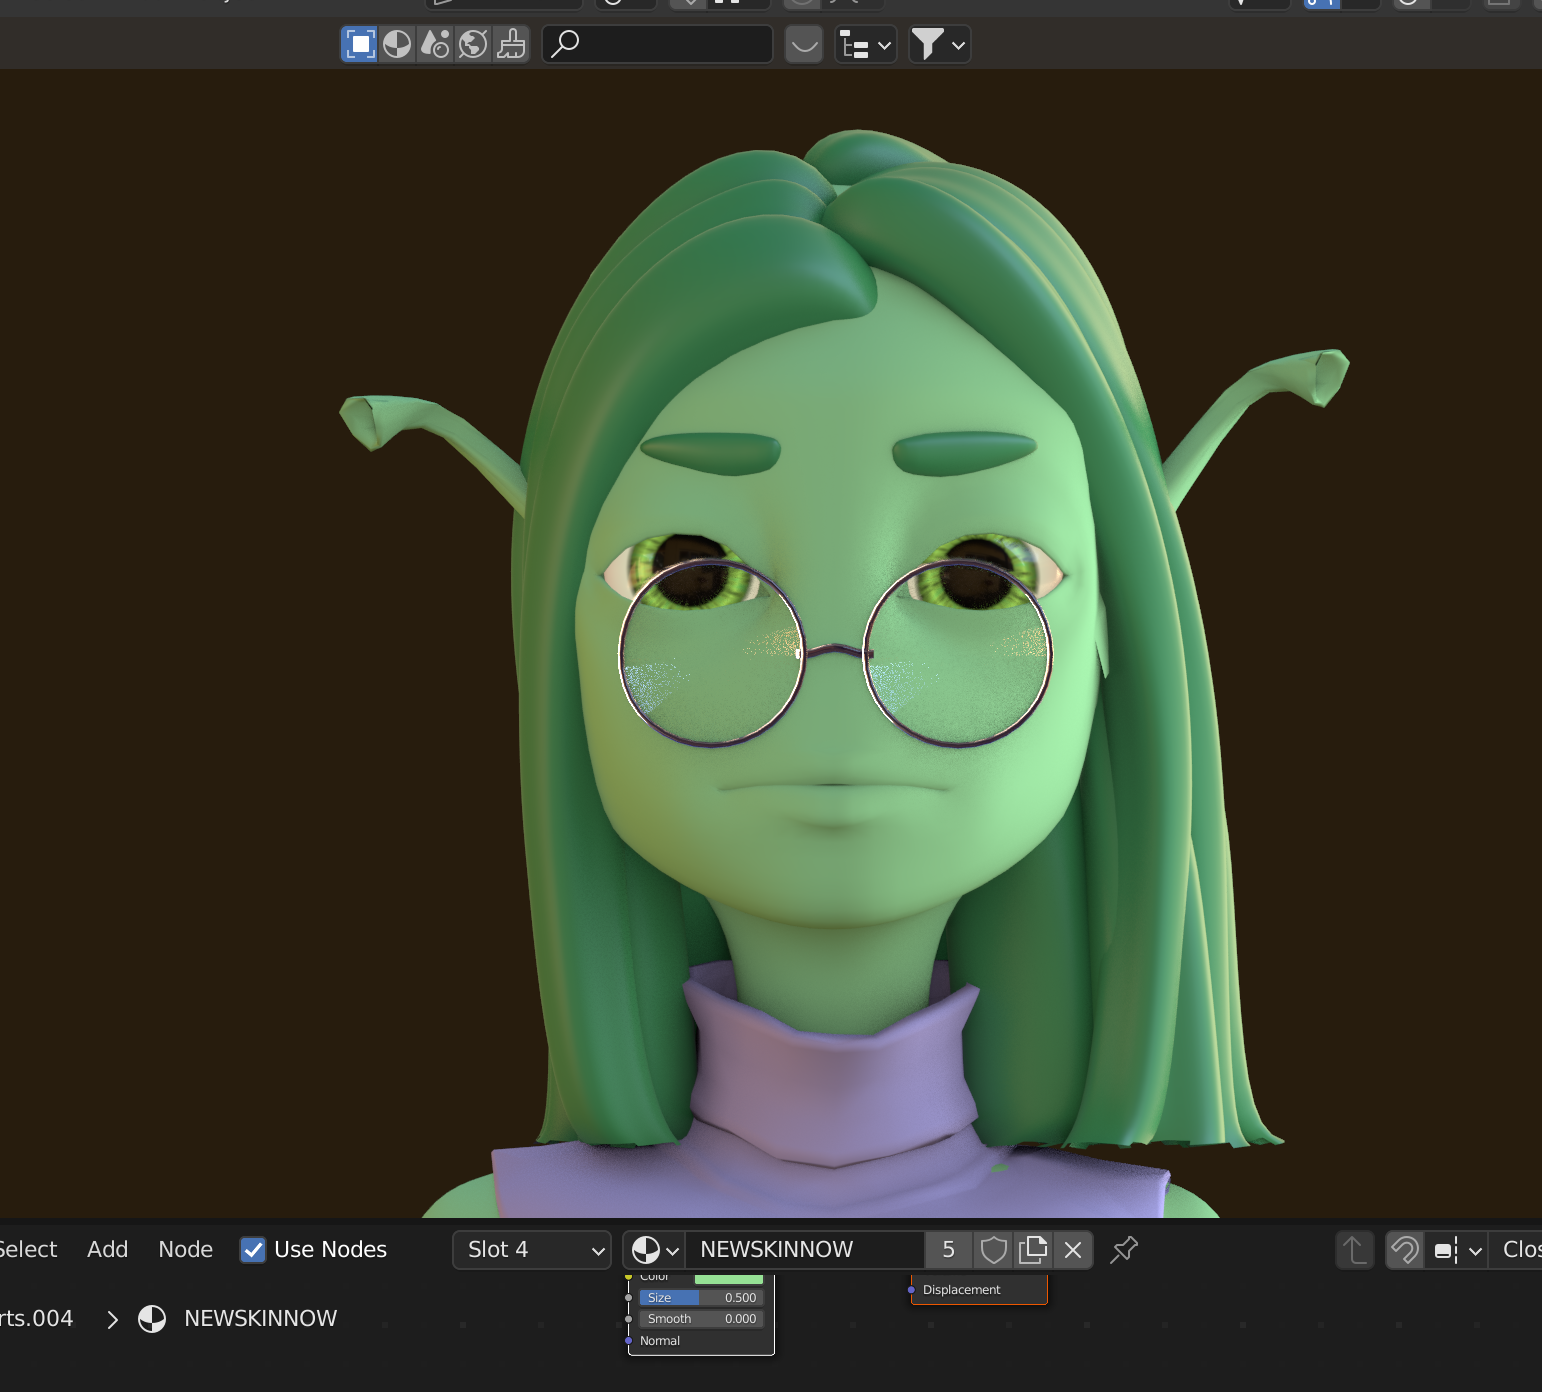 Select Add Node Use Nodes Slot 4 NEWSKINNOW 5 Clos
Color
Displacement
Size 0.500
rts.004 > NEWSKINNOW
Smooth 0.000
Normal